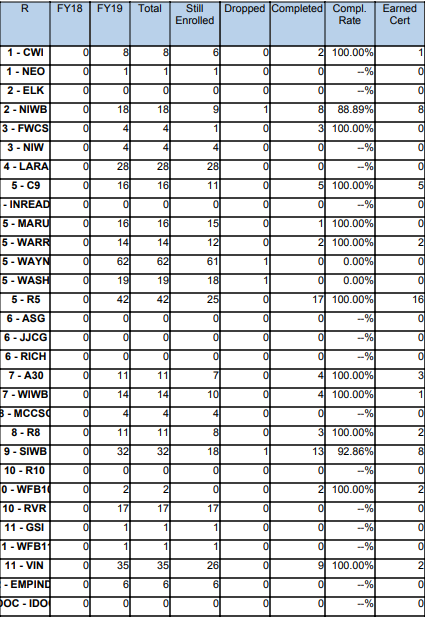 R FY18 FY19 Total Still Enrolled Dropped Completed Compl. Rate Earned Cert
1 - CWI 0 8 8 6 0 2 100.00% 1
1 - NEO 0 1 1 1 0 0 --% 0
2 - ELK 0 0 0 0 0 0 --% 0
2 - NIWB 0 18 18 9 1 8 88.89% 8
3 - FWCS 0 4 4 1 0 3 100.00% 0
3 - NIW 0 4 4 4 0 0 --% 0
4 - LARA 0 28 28 28 0 0 --% 0
5 - C9 0 16 16 11 0 5 100.00% 5
- INREAD 0 0 0 0 0 0 --% 0
5 - MARU 0 16 16 15 0 1 100.00% 0
5 - WARR 0 14 14 12 0 2 100.00% 2
5 - WAYN 0 62 62 61 1 0 0.00% 0
5 - WASH 0 19 19 18 1 0 0.00% 0
5 - R5 0 42 42 25 0 17 100.00% 16
6 - ASG 0 0 0 0 0 0 --% 0
6 - JJCG 0 0 0 0 0 0 --% 0
6 - RICH 0 0 0 0 0 0 --% 0
7 - A30 0 11 11 7 0 4 100.00% 3
7 - WIWB 0 14 14 10 0 4 100.00% 1
8 - MCCSC 0 4 4 4 0 0 --% 0
8 - R8 0 11 11 8 0 3 100.00% 2
9 - SIWB 0 32 32 18 1 13 92.86% 8
10 - R10 0 0 0 0 0 0 --% 0
0 - WFB10 0 2 2 0 0 2 100.00% 2
10 - RVR 0 17 17 17 0 0 --% 0
11 - GSI 0 1 1 1 0 0 --% 0
1 - WFB11 0 1 1 1 0 0 --% 0
11 - VIN 0 35 35 26 0 9 100.00% 2
- EMPIND 0 6 6 6 0 0 --% 0
DOC - IDO 0 0 0 0 0 0 --% 0